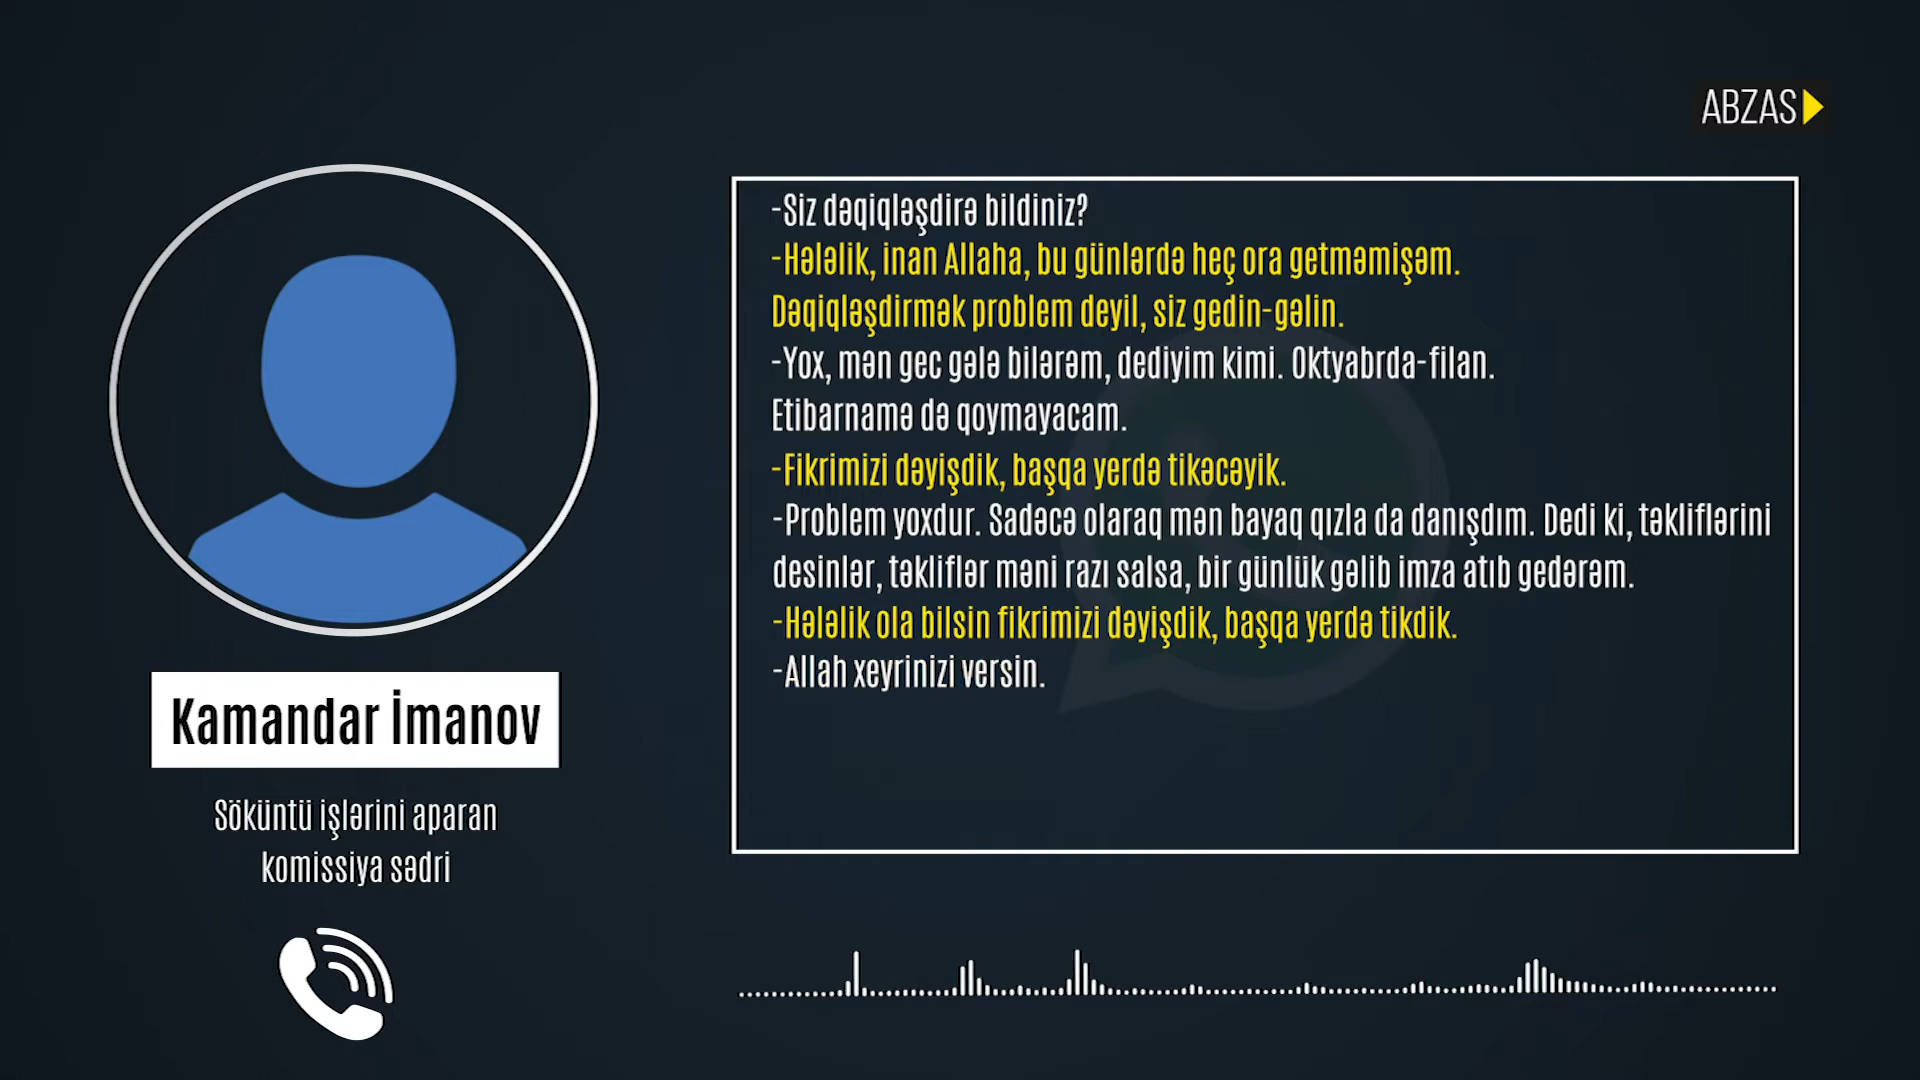 ABZAS
-Siz dəqiqləşdirə bildiniz?
-Hələlik, inan Allaha, bu günlərdə heç ora getməmişəm.
Dəqiqləşdirmək problem deyil, siz gedin-gəlin.
-Yox, mən gec gələ bilərəm, dediyim kimi. Oktyabrda-filan.
Etibarnamə də qoymayacam.
-Fikrimizi dəyişdik, başqa yerdə tikəcəyik.
-Problem yoxdur. Sadəcə olaraq mən bayaq qızla da danışdım. Dedi ki, təkliflərini
desinlər, təkliflər məni razı salsa, bir günlük gəlib imza atıb gedərəm.
-Hələlik ola bilsin fikrimizi dəyişdik, başqa yerdə tikdik.
-Allah xeyrinizi versin.
Kamandar İmanov
Söküntü işlərini aparan
komissiya sədri